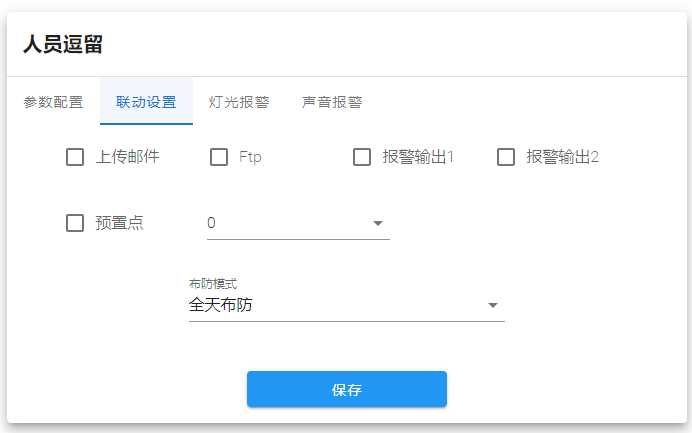 人员逗留
参数配置 联动设置 灯光报警 声音报警
上传邮件 Ftp 报警输出1 报警输出2
预置点 0
布防模式
全天布防
保存